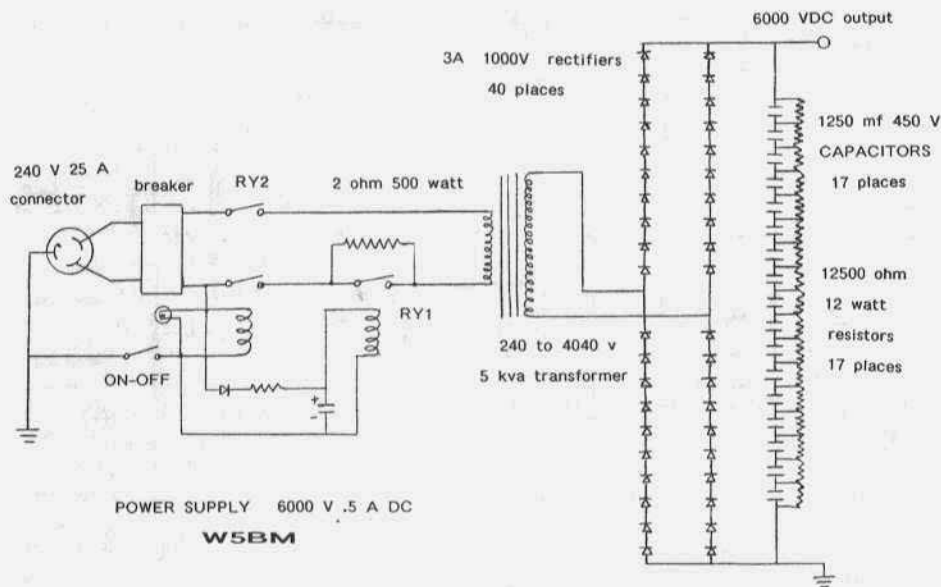 6000 VDC output
3A 1000V rectifiers
40 places
1250 mf 450 V
CAPACITORS
17 places
240 V 25 A
connector
breaker
RY2
2 ohm 500 watt
12500 ohm
12 watt
resistors
17 places
RY1
ON-OFF
240 to 4040 v
5 kva transformer
+
-
POWER SUPPLY 6000 V .5 A DC
W5BM